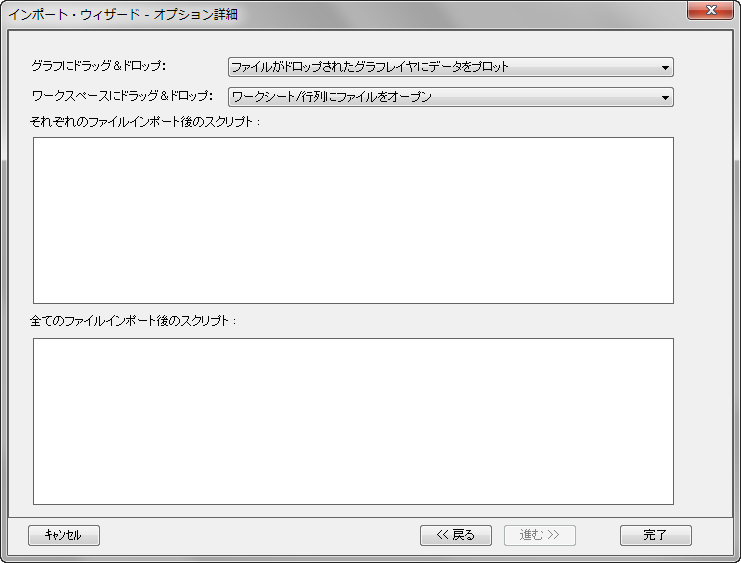 インポート・ウィザード - オプション詳細
グラフにドラッグ&ドロップ: ファイルがドロップされたグラフレイヤにデータをプロット
ワークスペースにドラッグ&ドロップ: ワークシート/行列にファイルをオープン
それぞれのファイルインポート後のスクリプト:
全てのファイルインポート後のスクリプト:
キャンセル << 戻る 進む >> 完了